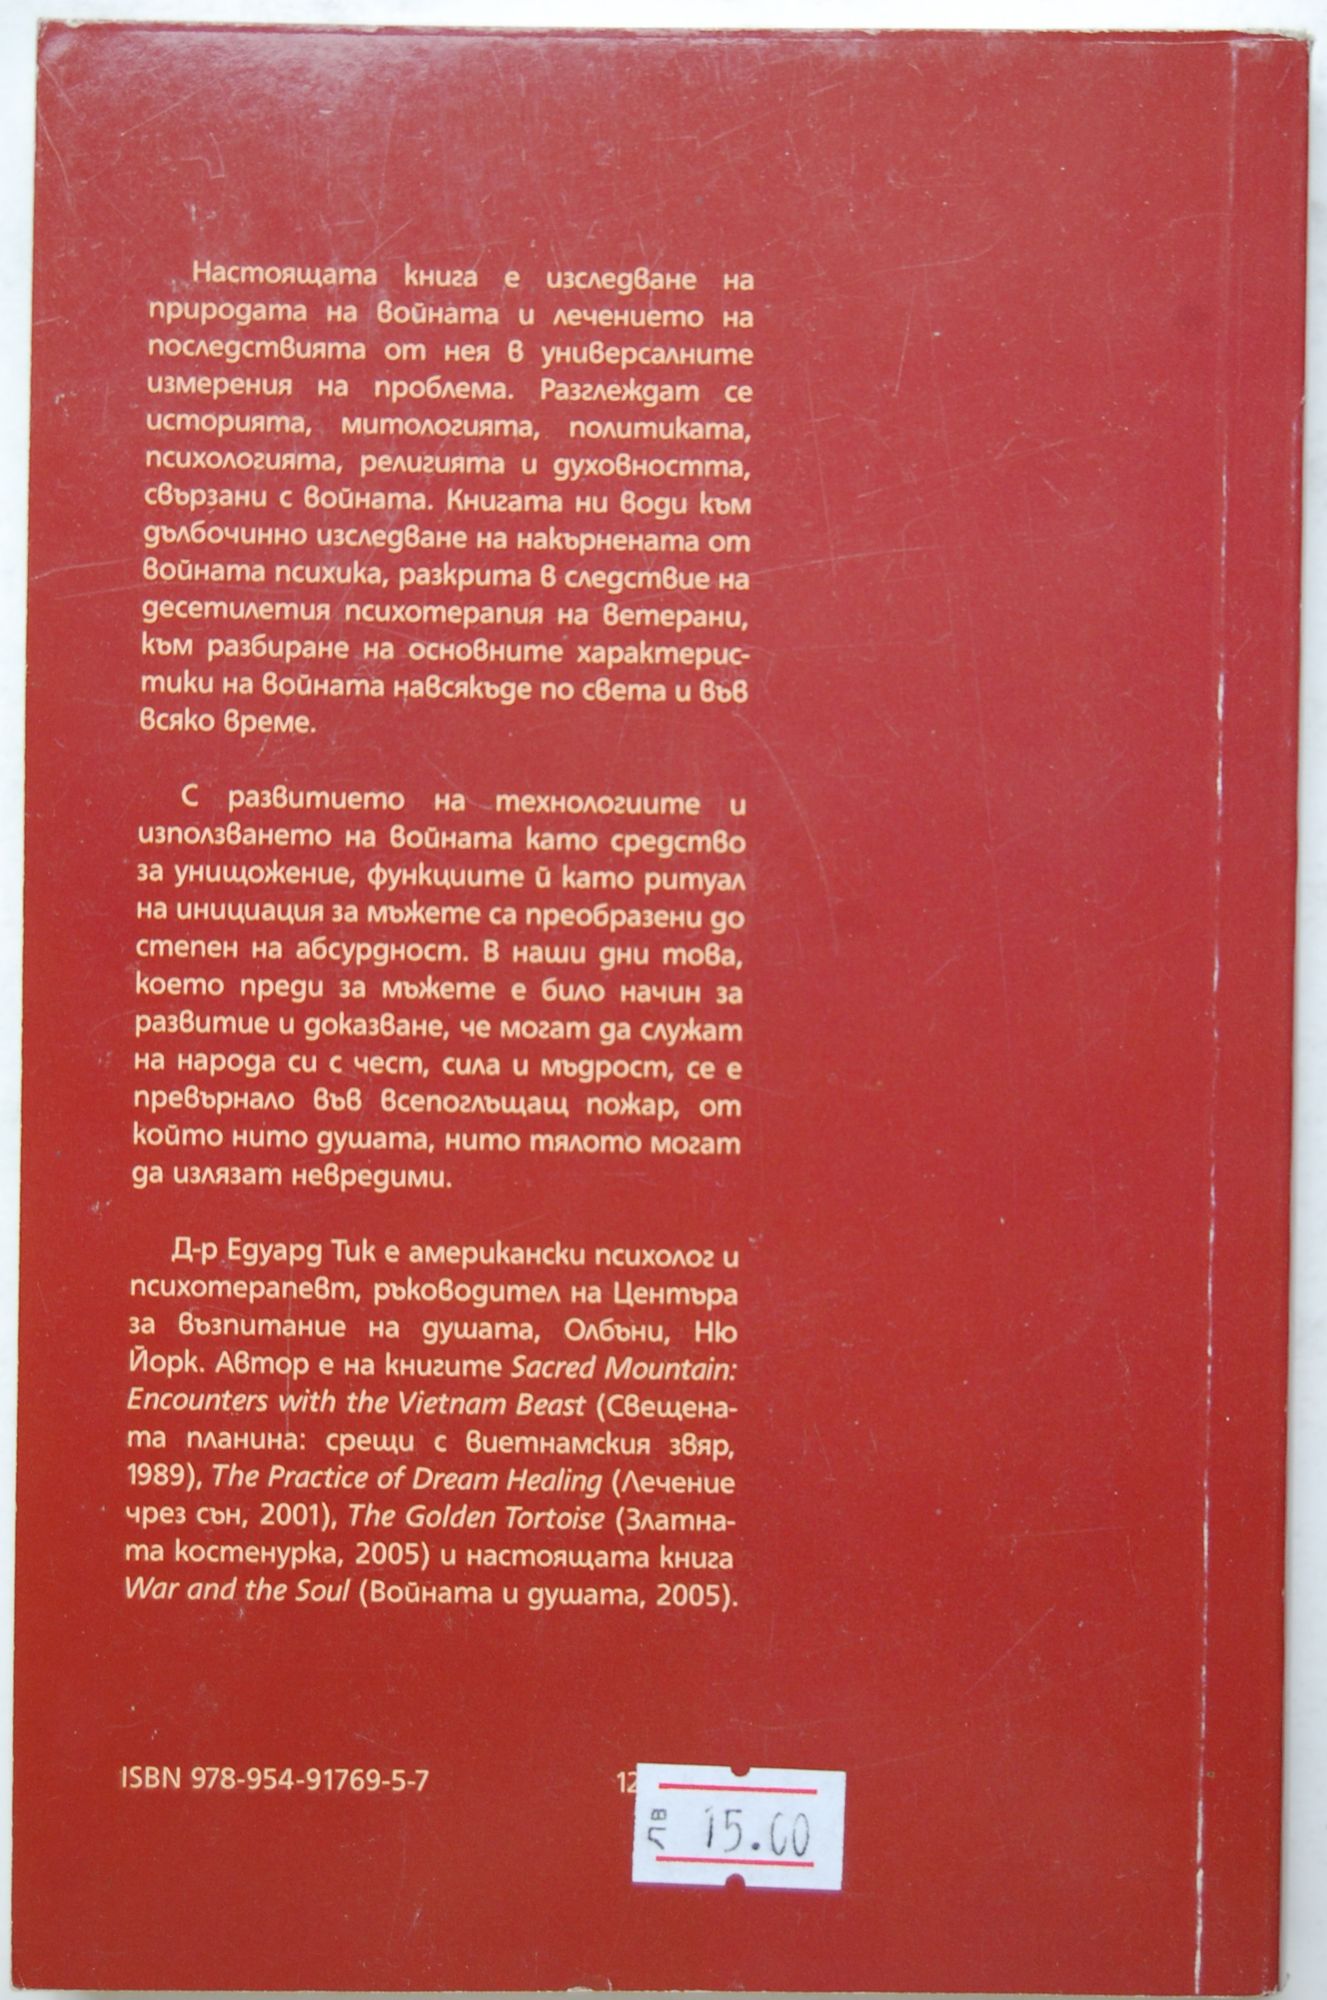 Настоящата книга е изследване на
природата на войната и лечението на
последствията от нея в универсалните
измерения на проблема. Разглеждат се
историята, митологията, политиката,
психологията, религията и духовността,
свързани с войната. Книгата ни води към
дълбочинно изследване на накърнената от
войната психика, разкрита в следствие на
десетилетия психотерапия на ветерани,
към разбиране на основните характерис-
тики на войната навсякъде по света и във
всяко време.
С развитието на технологиите и
използването на войната като средство
за унищожение, функциите й като ритуал
на инициация за мъжете са преобразени до
степен на абсурдност. В наши дни това,
което преди за мъжете е било начин за
развитие и доказване, че могат да служат
на народа си с чест, сила и мъдрост, се е
превърнало във всепоглъщащ пожар, от
който нито душата, нито тялото могат
да излязат невредими.
Д-р Едуард Тик е американски психолог и
психотерапевт, ръководител на Центъра
за възпитание на душата, Олбъни, Ню
Йорк. Автор е на книгите Sacred Mountain:
Encounters with the Vietnam Beast (Свещена-
та планина: срещи с виетнамския звяр,
1989), The Practice of Dream Healing (Лечение
чрез сън, 2001), The Golden Tortoise (Златна-
та костенурка, 2005) и настоящата книга
War and the Soul (Войната и душата, 2005).
ISBN 978-954-91769-5-7
лв 15.00